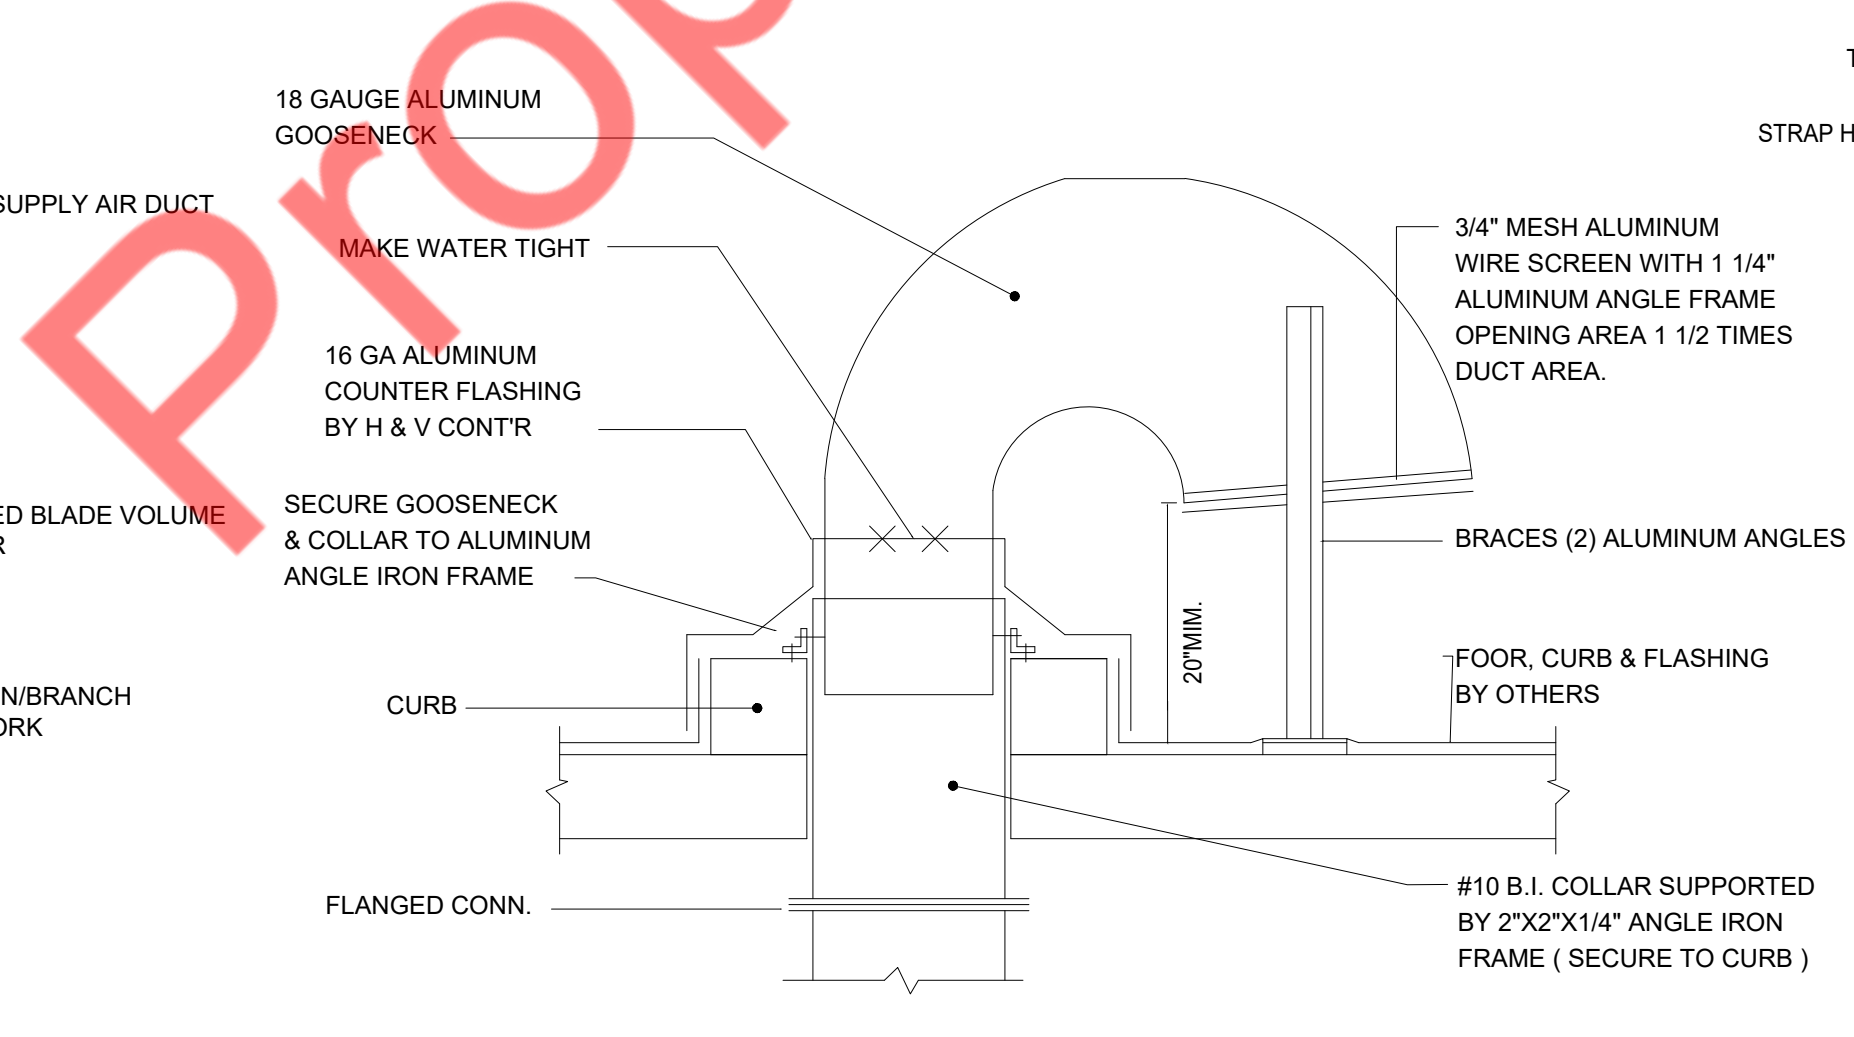 Prop
18 GAUGE ALUMINUM
GOOSENECK
SUPPLY AIR DUCT
MAKE WATER TIGHT
16 GA ALUMINUM
COUNTER FLASHING
BY H & V CONT'R
SECURE GOOSENECK
& COLLAR TO ALUMINUM
ANGLE IRON FRAME
ED BLADE VOLUME
R
N/BRANCH
ORK
CURB
FLANGED CONN.
T
STRAP H
3/4" MESH ALUMINUM
WIRE SCREEN WITH 1 1/4"
ALUMINUM ANGLE FRAME
OPENING AREA 1 1/2 TIMES
DUCT AREA.
BRACES (2) ALUMINUM ANGLES
20"MIM.
FOOR, CURB & FLASHING
BY OTHERS
#10 B.I. COLLAR SUPPORTED
BY 2"X2"X1/4" ANGLE IRON
FRAME ( SECURE TO CURB )